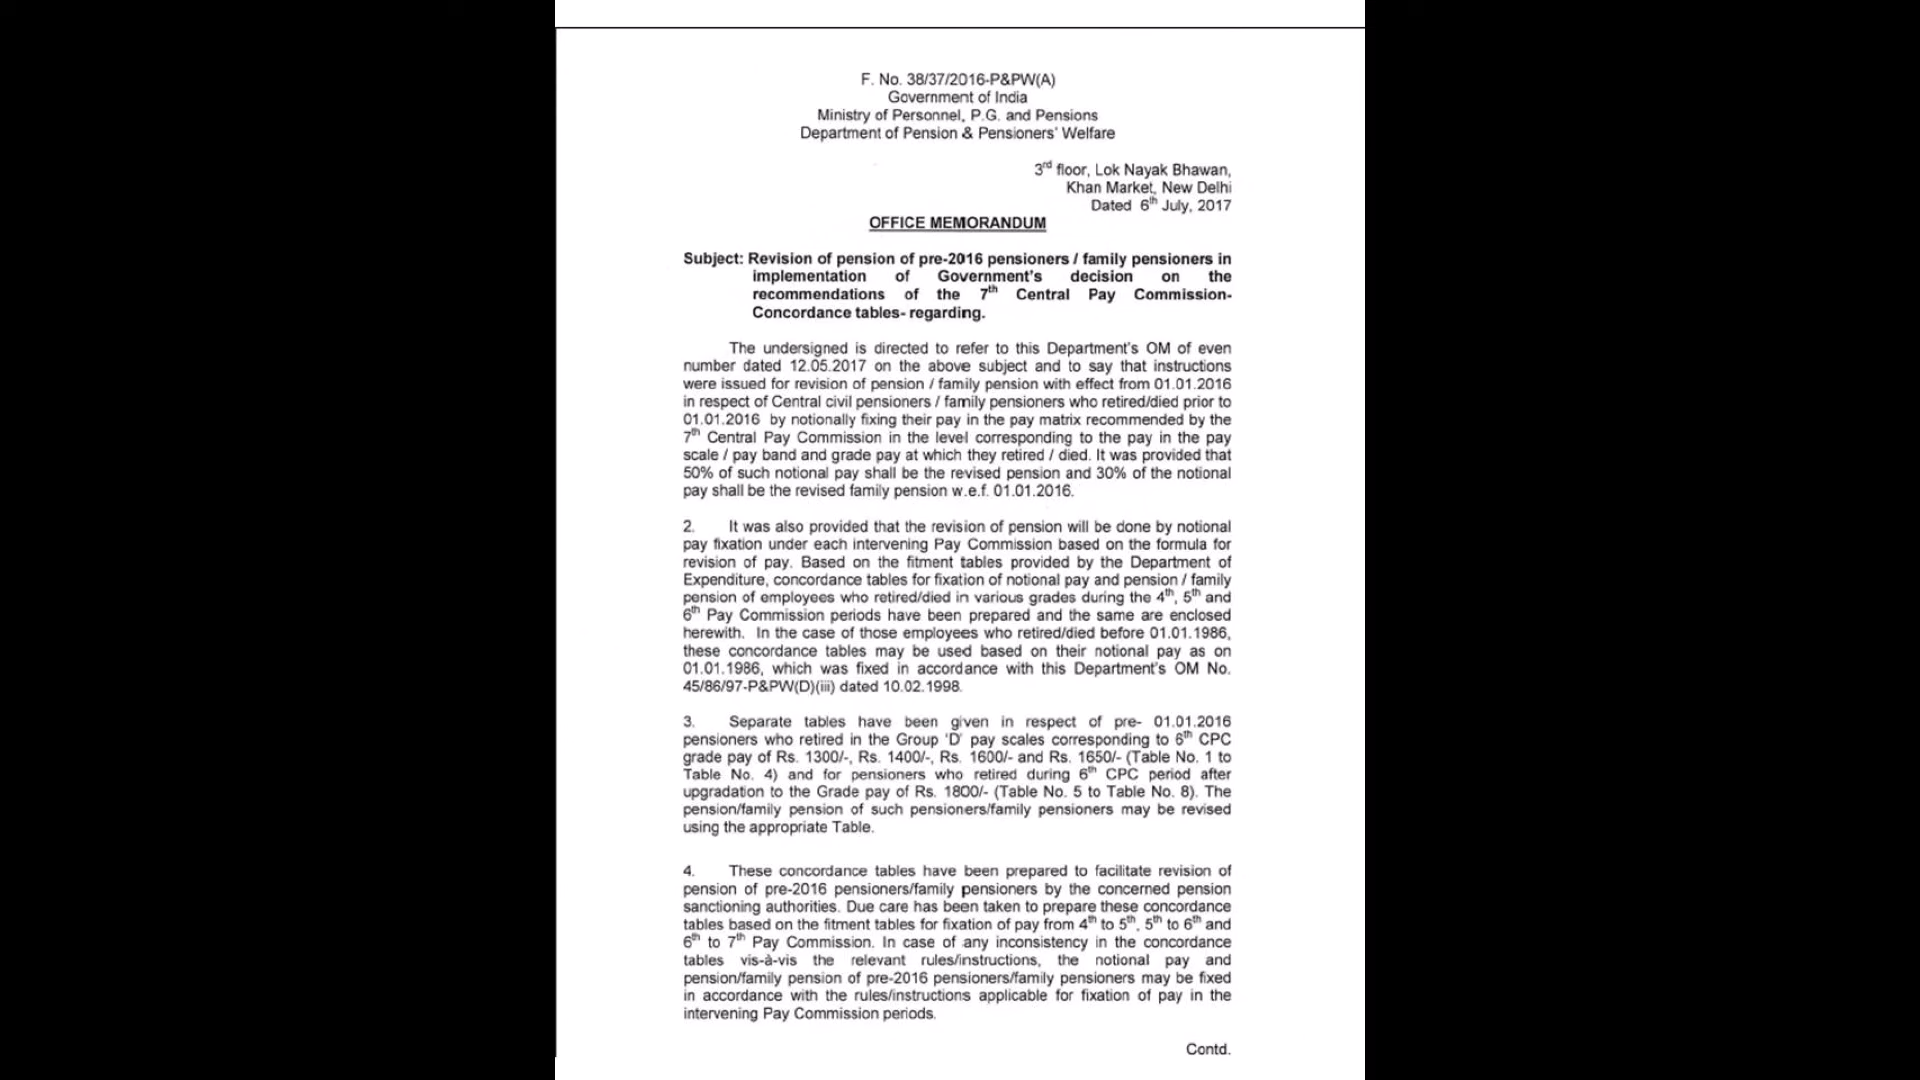 F. No. 38/37/2016-P&PW(A)
Government of India
Ministry of Personnel, P.G. and Pensions
Department of Pension & Pensioners' Welfare
3rd floor, Lok Nayak Bhawan,
Khan Market, New Delhi
Dated 6th July, 2017
OFFICE MEMORANDUM
Subject: Revision of pension of pre-2016 pensioners / family pensioners in
implementation of Government's decision on the
recommendations of the 7th Central Pay Commission-
Concordance tables- regarding.
The undersigned is directed to refer to this Department's OM of even
number dated 12.05.2017 on the above subject and to say that instructions
were issued for revision of pension / family pension with effect from 01.01.2016
in respect of Central civil pensioners / family pensioners who retired/died prior to
01.01.2016 by notionally fixing their pay in the pay matrix recommended by the
7th Central Pay Commission in the level corresponding to the pay in the pay
scale / pay band and grade pay at which they retired / died. It was provided that
50% of such notional pay shall be the revised pension and 30% of the notional
pay shall be the revised family pension w.e.f. 01.01.2016.
2. It was also provided that the revision of pension will be done by notional
pay fixation under each intervening Pay Commission based on the formula for
revision of pay. Based on the fitment tables provided by the Department of
Expenditure, concordance tables for fixation of notional pay and pension / family
pension of employees who retired/died in various grades during the 4th, 5th and
6th Pay Commission periods have been prepared and the same are enclosed
herewith. In the case of those employees who retired/died before 01.01.1986,
these concordance tables may be used based on their notional pay as on
01.01.1986, which was fixed in accordance with this Department's OM No.
45/86/97-P&PW(D)(iii) dated 10.02.1998.
3. Separate tables have been given in respect of pre- 01.01.2016
pensioners who retired in the Group 'D' pay scales corresponding to 6th CPC
grade pay of Rs. 1300/-, Rs. 1400/-, Rs. 1600/- and Rs. 1650/- (Table No. 1 to
Table No. 4) and for pensioners who retired during 6th CPC period after
upgradation to the Grade pay of Rs. 1800/- (Table No. 5 to Table No. 8). The
pension/family pension of such pensioners/family pensioners may be revised
using the appropriate Table.
4. These concordance tables have been prepared to facilitate revision of
pension of pre-2016 pensioners/family pensioners by the concerned pension
sanctioning authorities. Due care has been taken to prepare these concordance
tables based on the fitment tables for fixation of pay from 4th to 5th, 5th to 6th and
6th to 7th Pay Commission. In case of any inconsistency in the concordance
tables vis-à-vis the relevant rules/instructions, the notional pay and
pension/family pension of pre-2016 pensioners/family pensioners may be fixed
in accordance with the rules/instructions applicable for fixation of pay in the
intervening Pay Commission periods.
Contd.